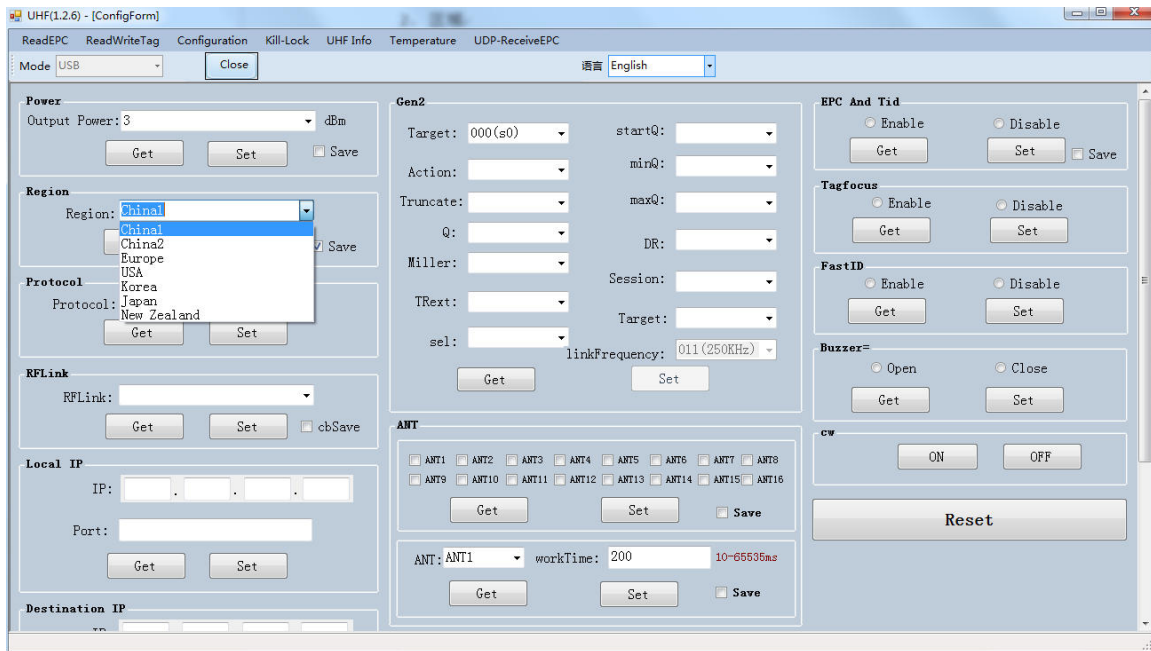 UHF(1.2.6) - [ConfigForm]
ReadEPC ReadWriteTag Configuration Kill-Lock UHF Info Temperature UDP-ReceiveEPC
Mode USB Close 语言 English
Power
Output Power: 3 dBm
Get Set Save
Region
Region: China1
China1
China2
Europe
USA
Korea
Japan
New Zealand
Save
Protocol
Protocol:
Get Set
RFLink
RFLink:
Get Set cbSave
Local IP
IP: . . .
Port:
Get Set
Destination IP
Gen2
Target: 000(s0) startQ:
Action: minQ:
Truncate: maxQ:
Q: DR:
Miller: Session:
TRext: Target:
sel: linkFrequency: 011(250KHz)
Get Set
ANT
ANT1 ANT2 ANT3 ANT4 ANT5 ANT6 ANT7 ANT8
ANT9 ANT10 ANT11 ANT12 ANT13 ANT14 ANT15 ANT16
Get Set Save
ANT: ANT1 workTime: 200 10-65535ms
Get Set Save
EPC And Tid
Enable Disable
Get Set Save
Tagfocus
Enable Disable
Get Set
FastID
Enable Disable
Get Set
Buzzer=
Open Close
Get Set
cw
ON OFF
Reset